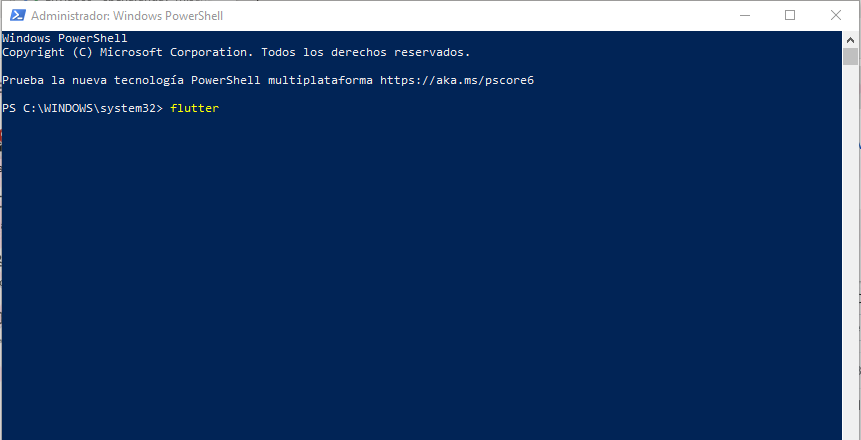 Administrador: Windows PowerShell
Windows PowerShell
Copyright (C) Microsoft Corporation. Todos los derechos reservados.
Prueba la nueva tecnología PowerShell multiplataforma https://aka.ms/pscore6
PS C:\WINDOWS\system32> flutter